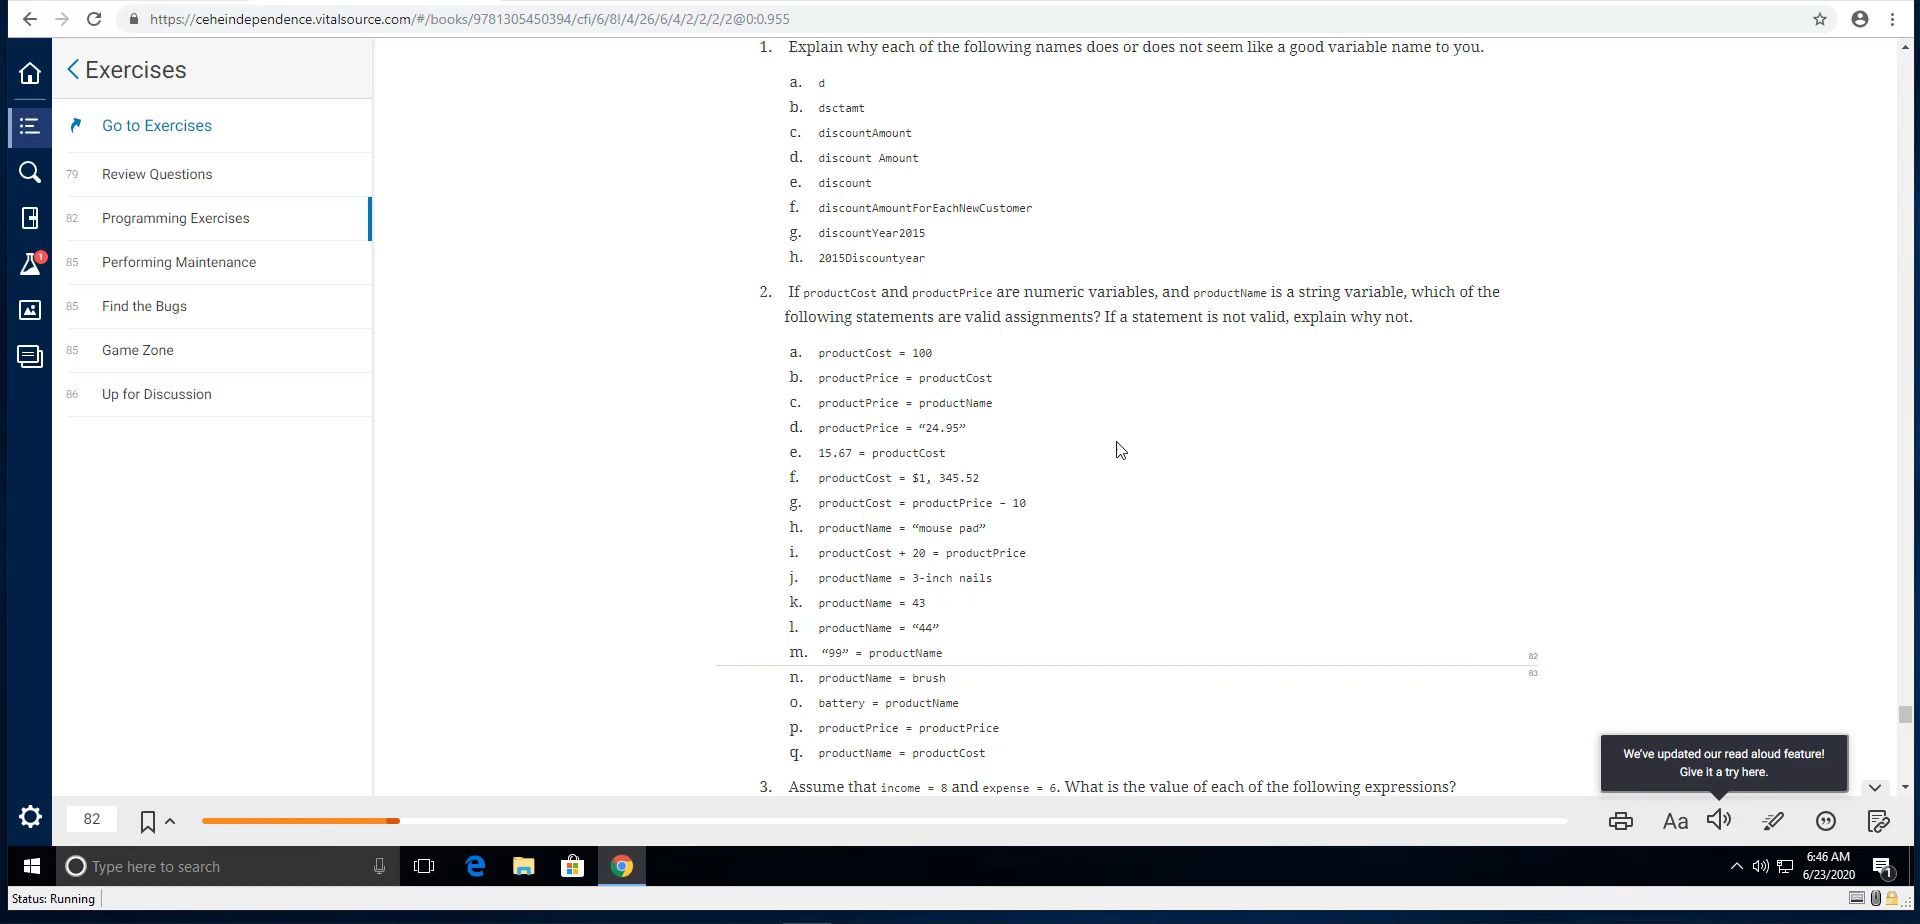 https://ceheindependence.vitalsource.com/#/books/9781305450394/cfi/6/8!/4/26/6/4/2/2/2/2@0:0.955
Exercises
Go to Exercises
79 Review Questions
82 Programming Exercises
85 Performing Maintenance
85 Find the Bugs
85 Game Zone
86 Up for Discussion
1
1. Explain why each of the following names does or does not seem like a good variable name to you.
a. d
b. dsctamt
c. discountAmount
d. discount Amount
e. discount
f. discountAmountForEachNewCustomer
g. discountYear2015
h. 2015Discountyear
2. If productCost and productPrice are numeric variables, and productName is a string variable, which of the
following statements are valid assignments? If a statement is not valid, explain why not.
a. productCost = 100
b. productPrice = productCost
c. productPrice = productName
d. productPrice = “24.95”
e. 15.67 = productCost
f. productCost = $1, 345.52
g. productCost = productPrice − 10
h. productName = “mouse pad”
i. productCost + 20 = productPrice
j. productName = 3-inch nails
k. productName = 43
l. productName = “44”
m. “99” = productName
82
83
n. productName = brush
o. battery = productName
p. productPrice = productPrice
q. productName = productCost
3. Assume that income = 8 and expense = 6. What is the value of each of the following expressions?
We've updated our read aloud feature!
Give it a try here.
82
Aa
Type here to search
6:46 AM
6/23/2020
1
Status: Running